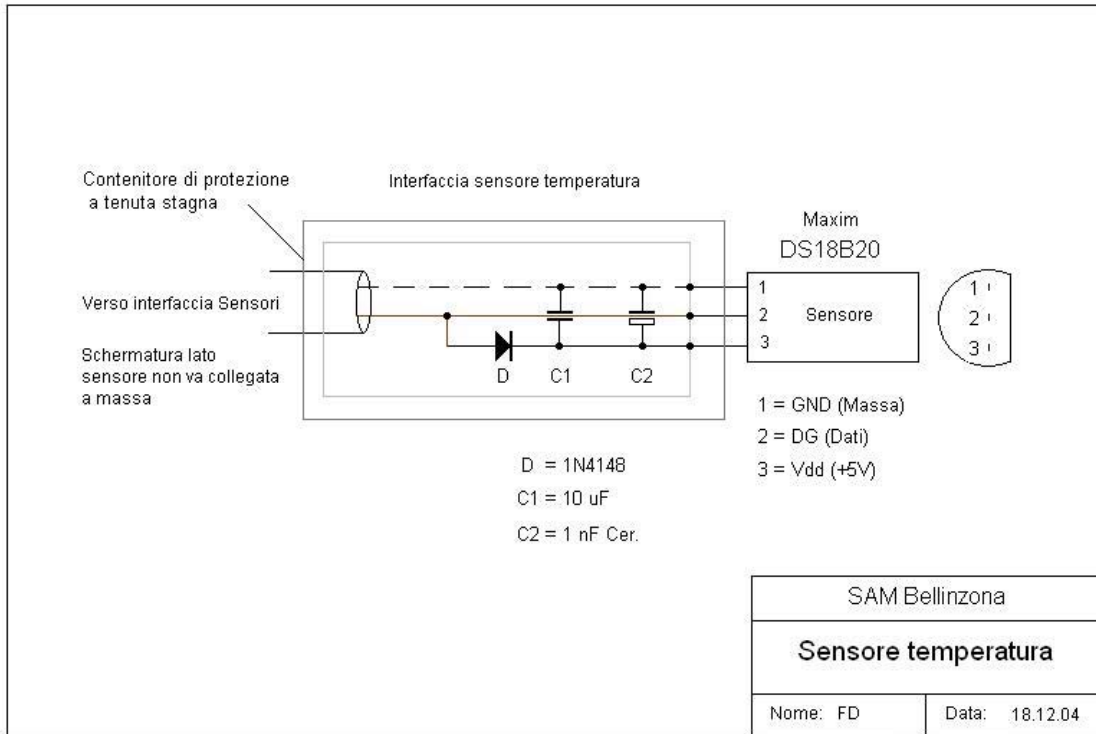 Contenitore di protezione
a tenuta stagna
Interfaccia sensore temperatura
Maxim
DS18B20
Verso interfaccia Sensori
1
2
3
Sensore
1
2
3
Schermatura lato
sensore non va collegata
a massa
D
C1
C2
1 = GND (Massa)
2 = DG (Dati)
3 = Vdd (+5V)
D = 1N4148
C1 = 10 uF
C2 = 1 nF Cer.
SAM Bellinzona
Sensore temperatura
Nome: FD
Data: 18.12.04